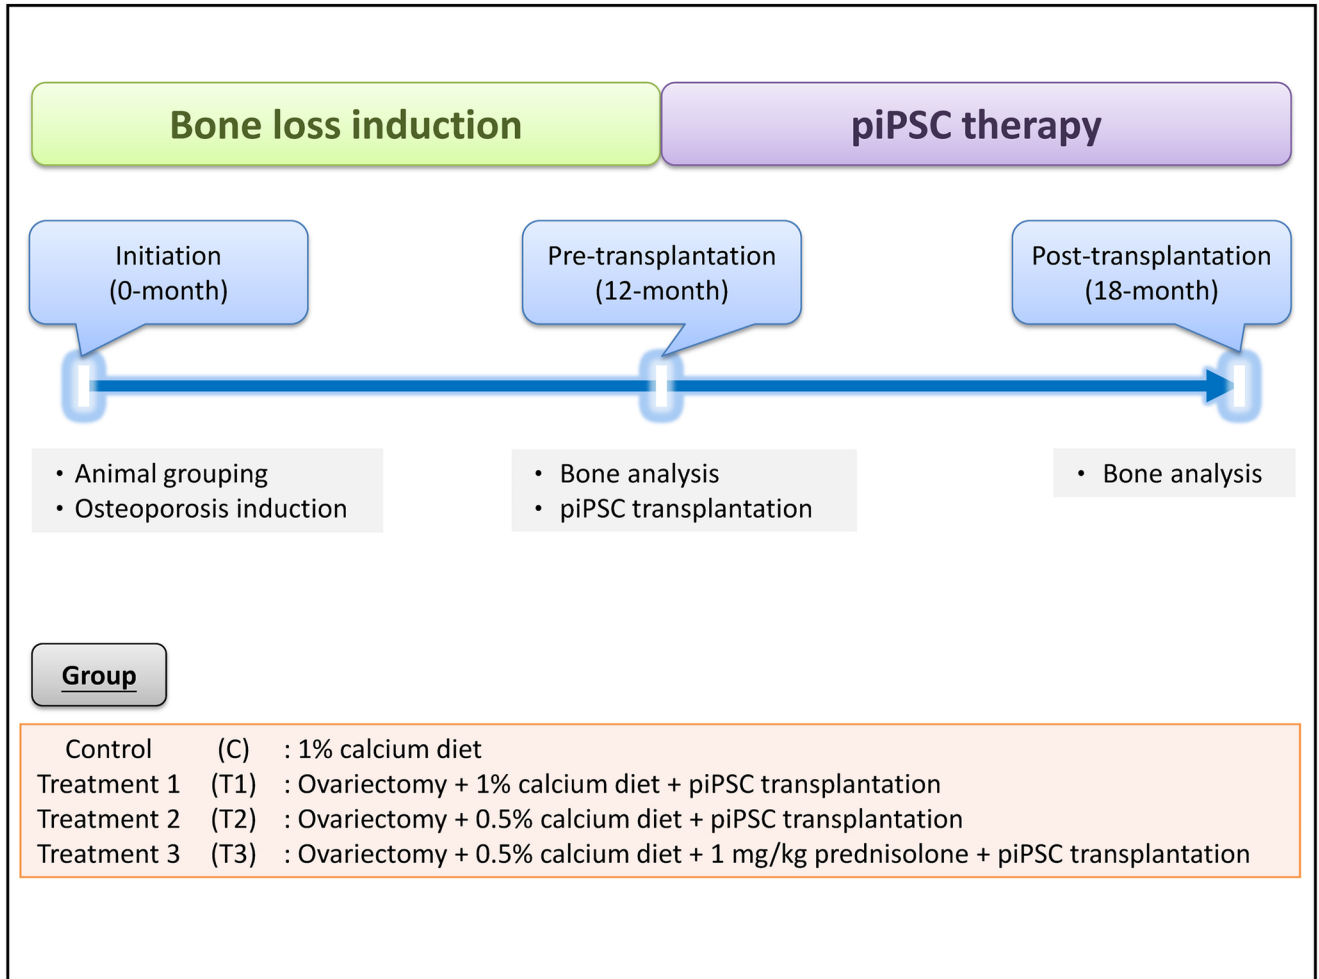 Bone loss induction
piPSC therapy
Initiation
(0-month)
Pre-transplantation
(12-month)
Post-transplantation
(18-month)
• Animal grouping
• Osteoporosis induction
• Bone analysis
• piPSC transplantation
• Bone analysis
Group
Control (C) : 1% calcium diet
Treatment 1 (T1) : Ovariectomy + 1% calcium diet + piPSC transplantation
Treatment 2 (T2) : Ovariectomy + 0.5% calcium diet + piPSC transplantation
Treatment 3 (T3) : Ovariectomy + 0.5% calcium diet + 1 mg/kg prednisolone + piPSC transplantation